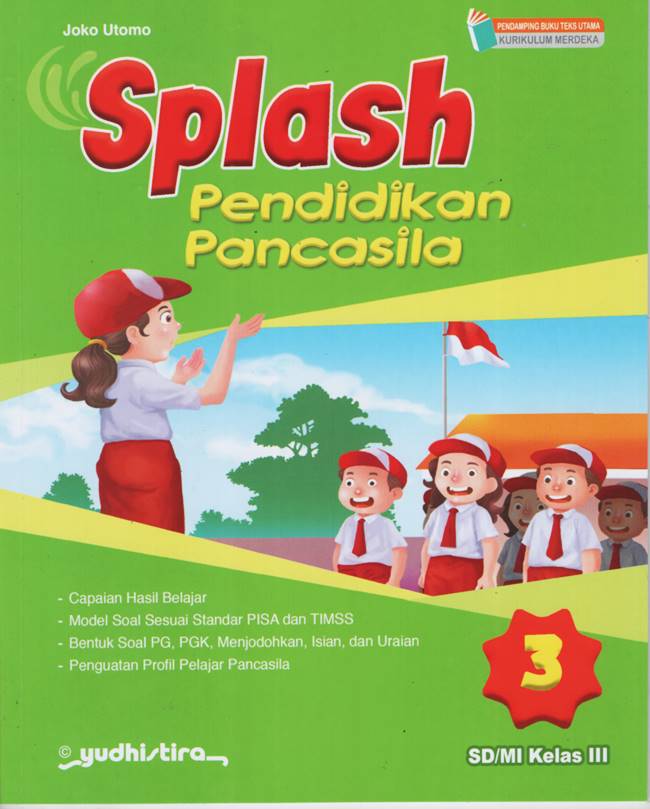 Joko Utomo
PENDAMPING BUKU TEKS UTAMA
KURIKULUM MERDEKA
Splash
Pendidikan
Pancasila
- Capaian Hasil Belajar
- Model Soal Sesuai Standar PISA dan TIMSS
- Bentuk Soal PG, PGK, Menjodohkan, Isian, dan Uraian
- Penguatan Profil Pelajar Pancasila
3
© yudhistira
SD/MI Kelas III